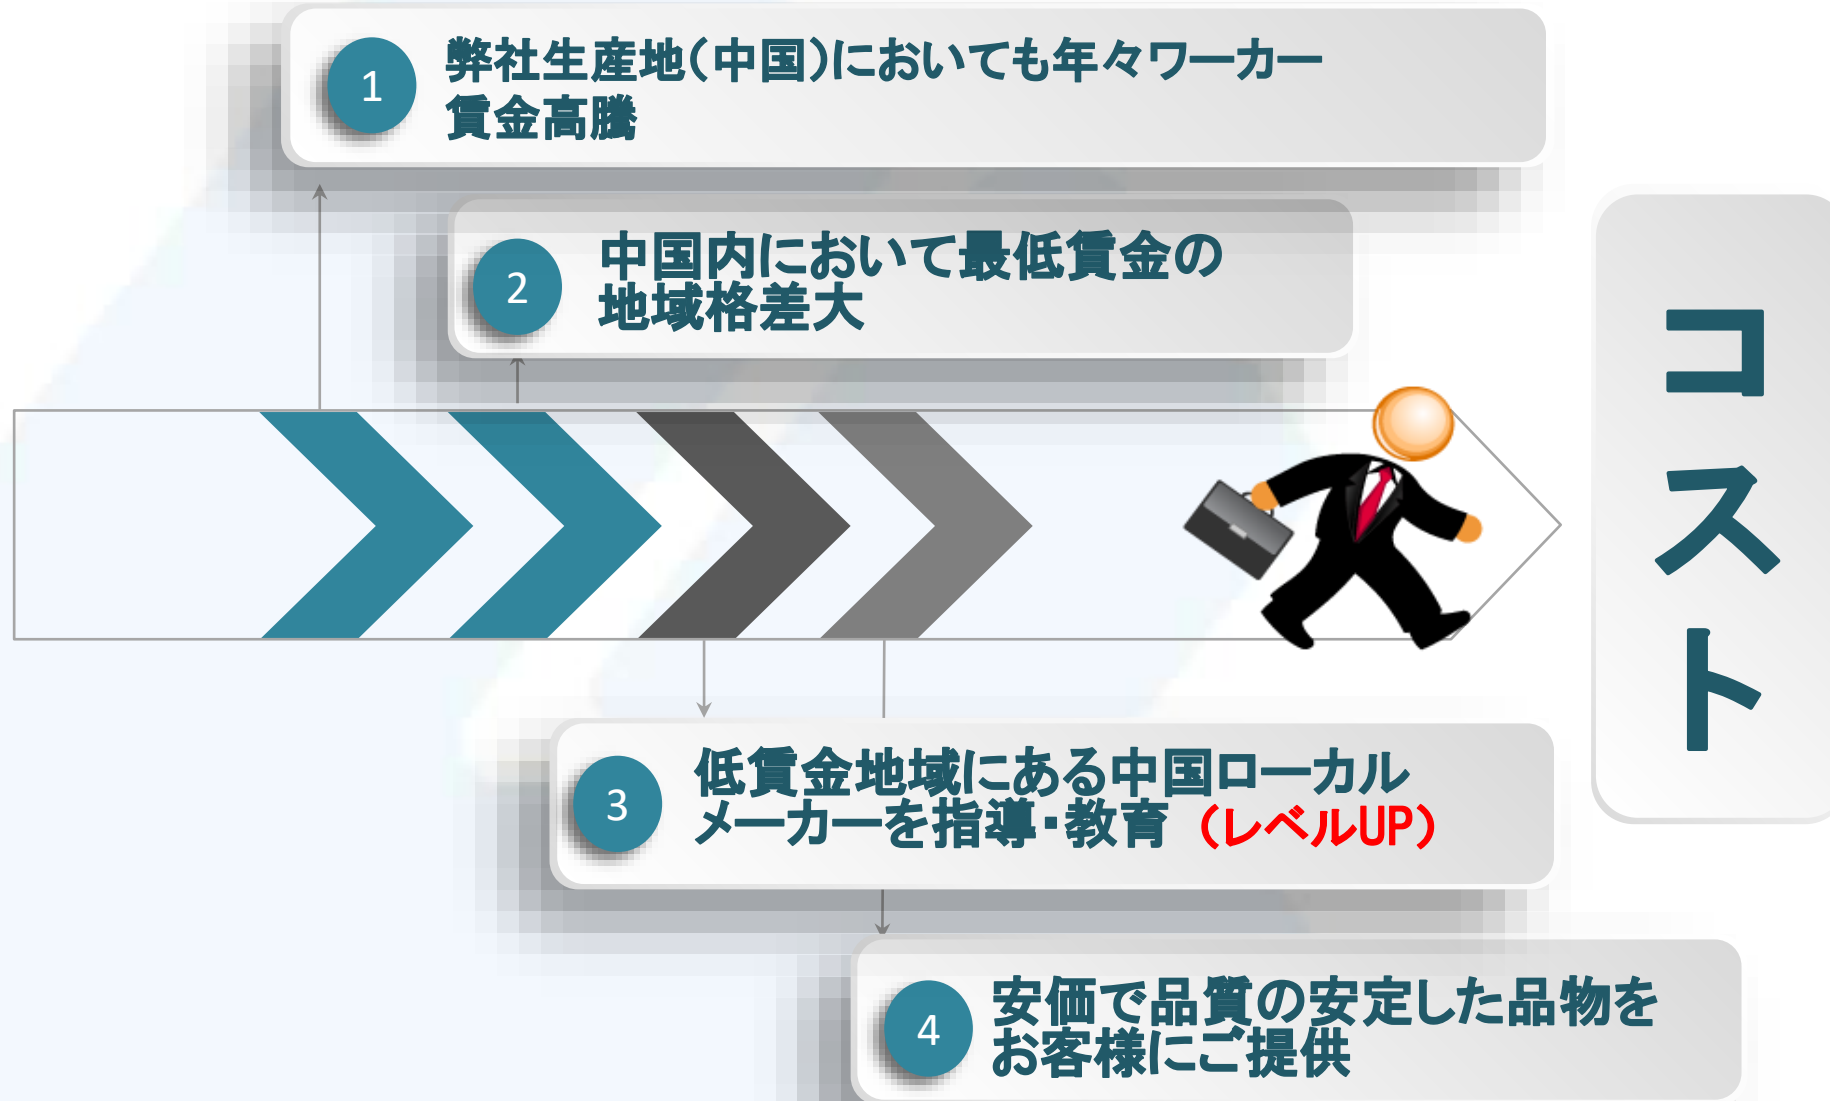 1
弊社生産地（中国）においても年々ワーカー
賃金高騰
2
中国内において最低賃金の
地域格差大
コスト
3
低賃金地域にある中国ローカル
メーカーを指導・教育（レベルUP）
4
安価で品質の安定した品物を
お客様にご提供